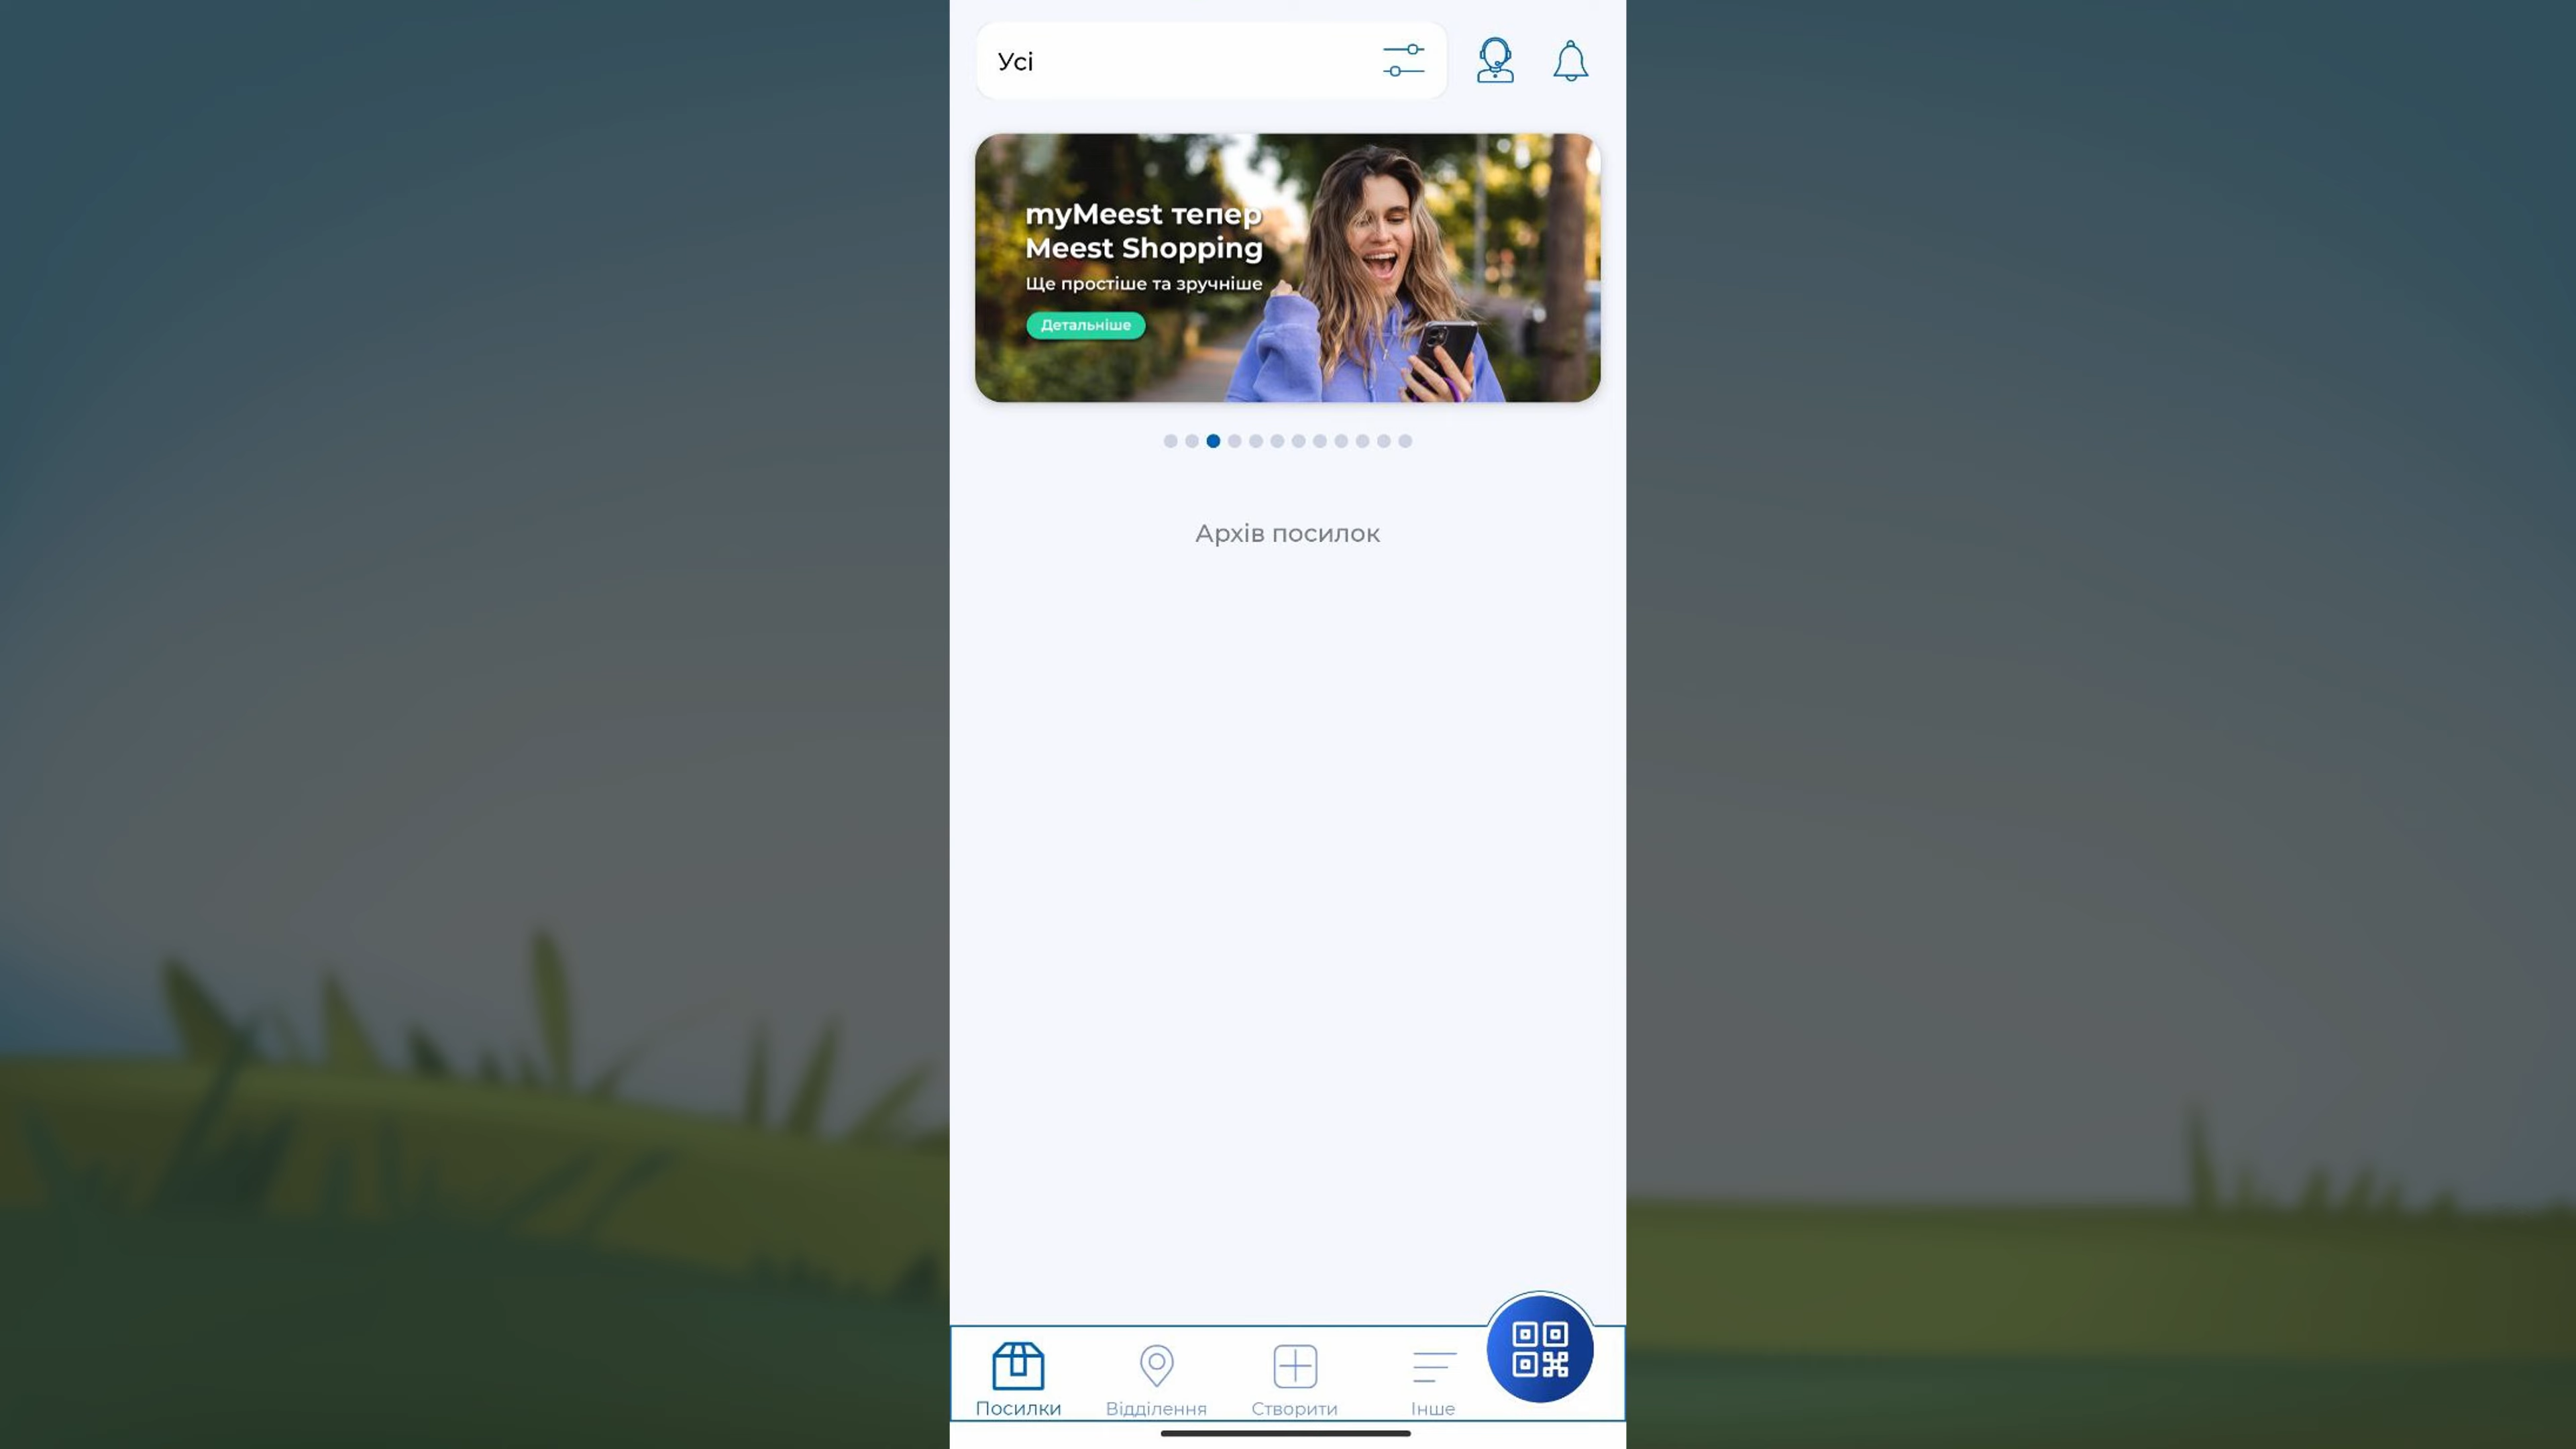 Усі
myMeest тепер
Meest Shopping
Ще простіше та зручніше
Детальніше
Архів посилок
Посилки
Відділення
Створити
Інше